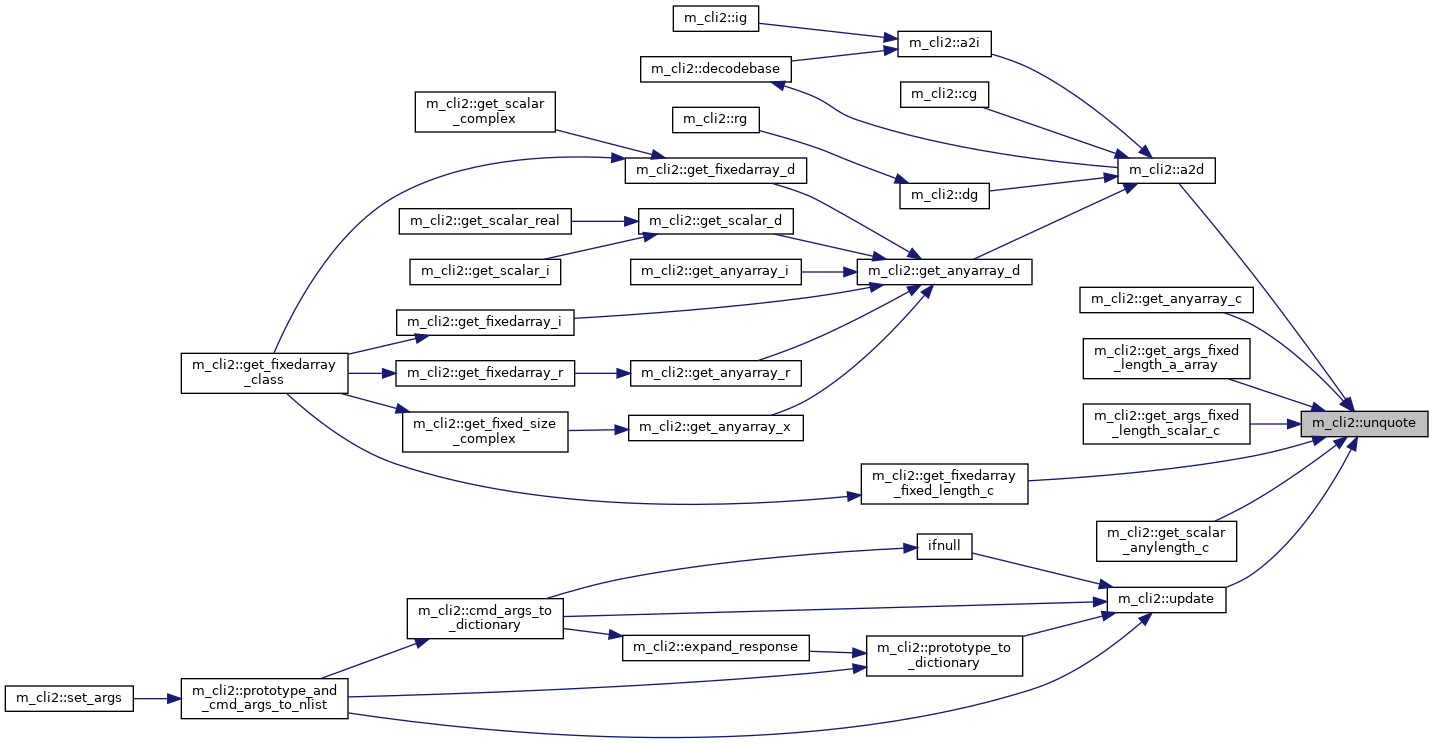 m_cli2::ig
m_cli2::a2i
m_cli2::decodebase
m_cli2::cg
m_cli2::get_scalar
_complex
m_cli2::rg
m_cli2::get_fixedarray_d
m_cli2::a2d
m_cli2::dg
m_cli2::get_scalar_real
m_cli2::get_scalar_d
m_cli2::get_scalar_i
m_cli2::get_anyarray_i
m_cli2::get_anyarray_d
m_cli2::get_anyarray_c
m_cli2::get_fixedarray_i
m_cli2::get_args_fixed
_length_a_array
m_cli2::get_fixedarray
_class
m_cli2::get_fixedarray_r
m_cli2::get_anyarray_r
m_cli2::get_args_fixed
_length_scalar_c
m_cli2::unquote
m_cli2::get_fixed_size
_complex
m_cli2::get_anyarray_x
m_cli2::get_fixedarray
_fixed_length_c
m_cli2::get_scalar
_anylength_c
ifnull
m_cli2::update
m_cli2::cmd_args_to
_dictionary
m_cli2::expand_response
m_cli2::prototype_to
_dictionary
m_cli2::set_args
m_cli2::prototype_and
_cmd_args_to_nlist